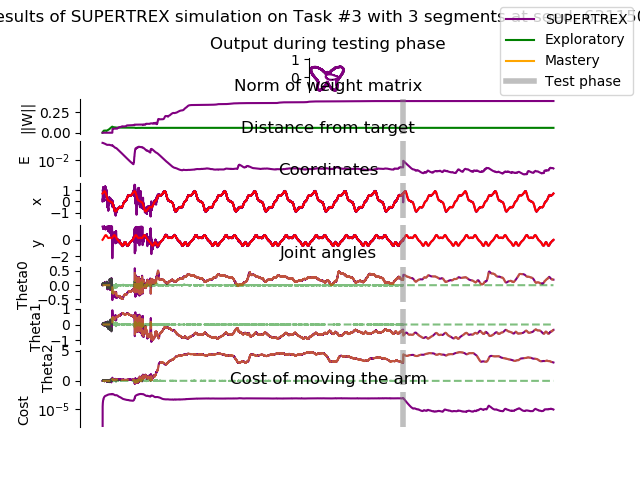 esults of SUPERTREX simulation on Task #3 with 3 segments at seed
SUPERTREX
Exploratory
Mastery
Test phase
Output during testing phase
1
0
Norm of weight matrix
||W||
0.25
0.00
Distance from target
E
10⁻²
Coordinates
x
1
0
−1
y
0
−2
Joint angles
Theta0
0.5
0.0
−0.5
Theta1
1
0
−1
Theta2
5
0
Cost of moving the arm
Cost
10⁻⁵